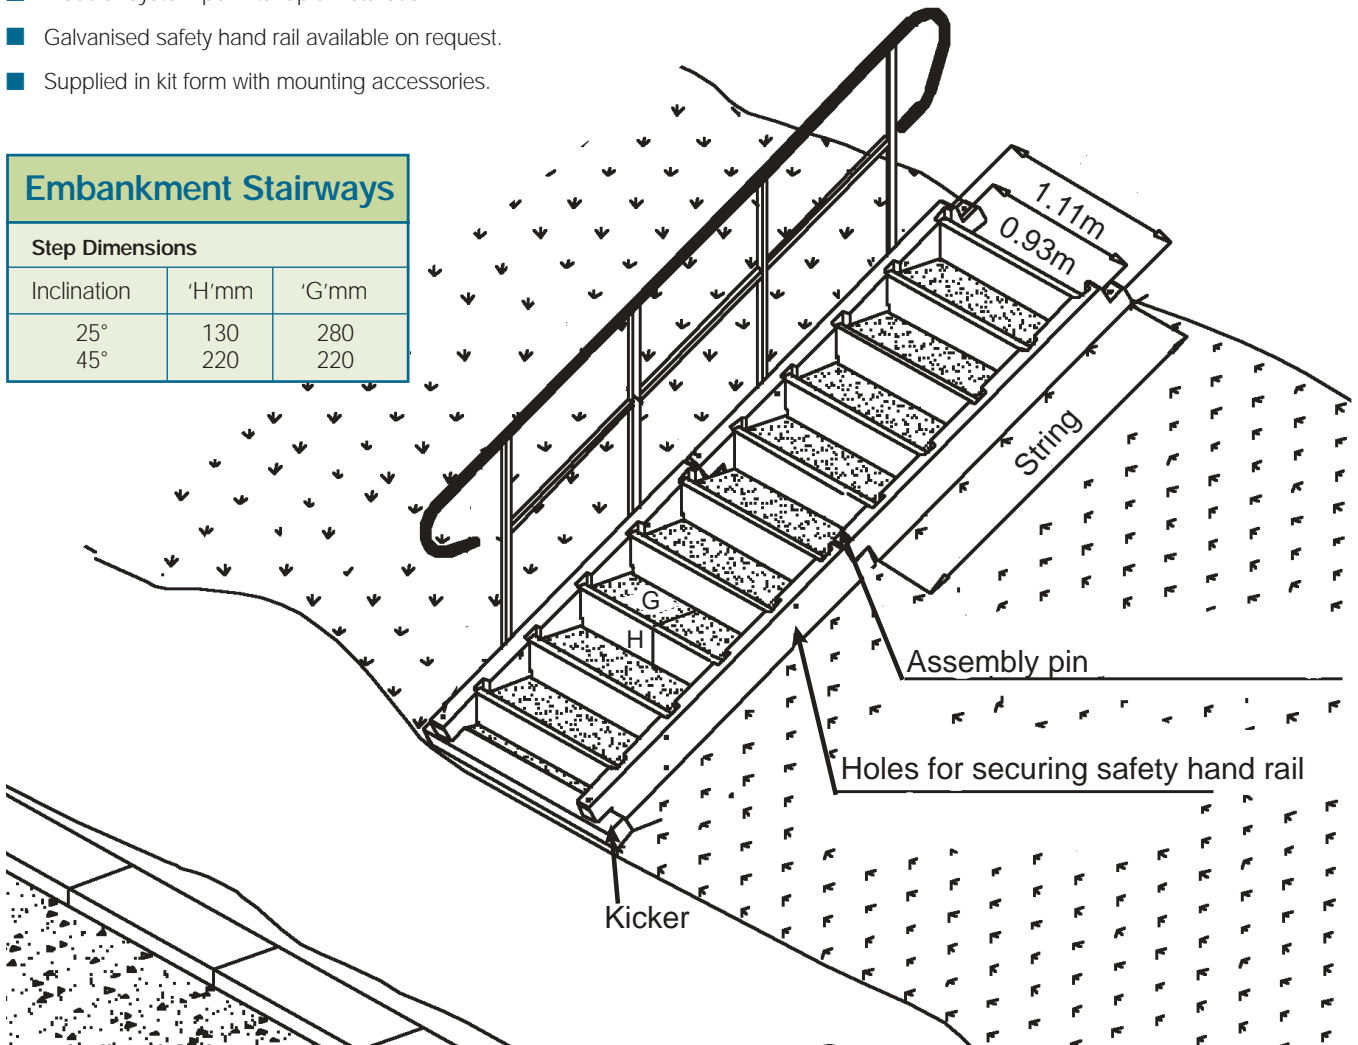 Galvanised safety hand rail available on request.
Supplied in kit form with mounting accessories.
Embankment Stairways
Step Dimensions
Inclination 'H'mm 'G'mm
25° 130 280
45° 220 220
1.11m
0.93m
String
G
H
Assembly pin
Holes for securing safety hand rail
Kicker